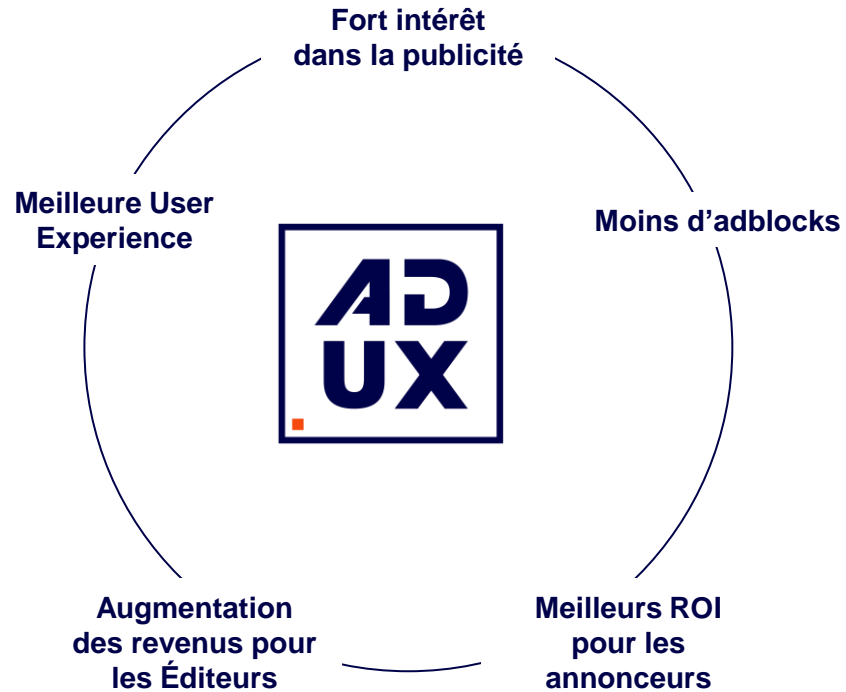 Fort intérêt
dans la publicité
Meilleure User
Experience
Moins d’adblocks
AD
UX
Augmentation
des revenus pour
les Éditeurs
Meilleurs ROI
pour les
annonceurs